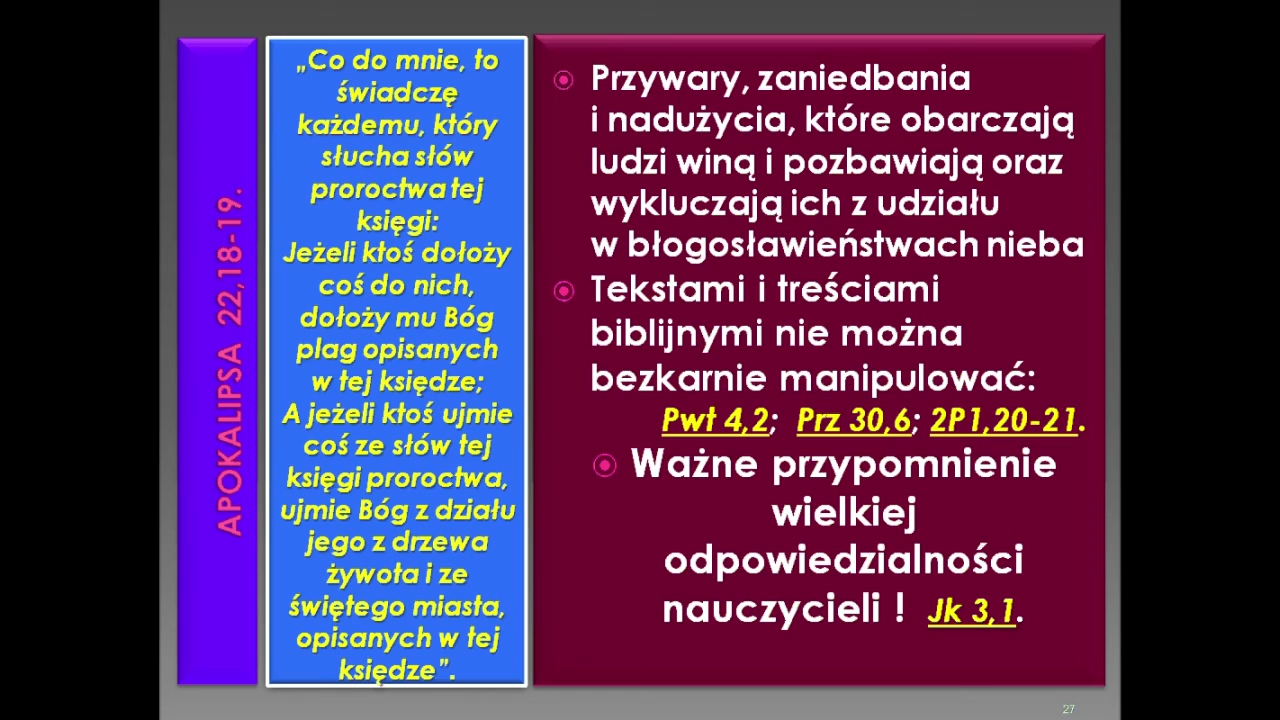 APOKALIPSA 22,18-19.
„Co do mnie, to
świadczę
każdemu, który
słucha słów
proroctwa tej
księgi:
Jeżeli ktoś dołoży
coś do nich,
dołoży mu Bóg
plag opisanych
w tej księdze;
A jeżeli ktoś ujmie
coś ze słów tej
księgi proroctwa,
ujmie Bóg z działu
jego z drzewa
żywota i ze
świętego miasta,
opisanych w tej
księdze”.
Przywary, zaniedbania
i nadużycia, które obarczają
ludzi winą i pozbawiają oraz
wykluczają ich z udziału
w błogosławieństwach nieba
Tekstami i treściami
biblijnymi nie można
bezkarnie manipulować:
Pwt 4,2; Prz 30,6; 2P1,20-21.
Ważne przypomnienie
wielkiej
odpowiedzialności
nauczycieli ! Jk 3,1.
27